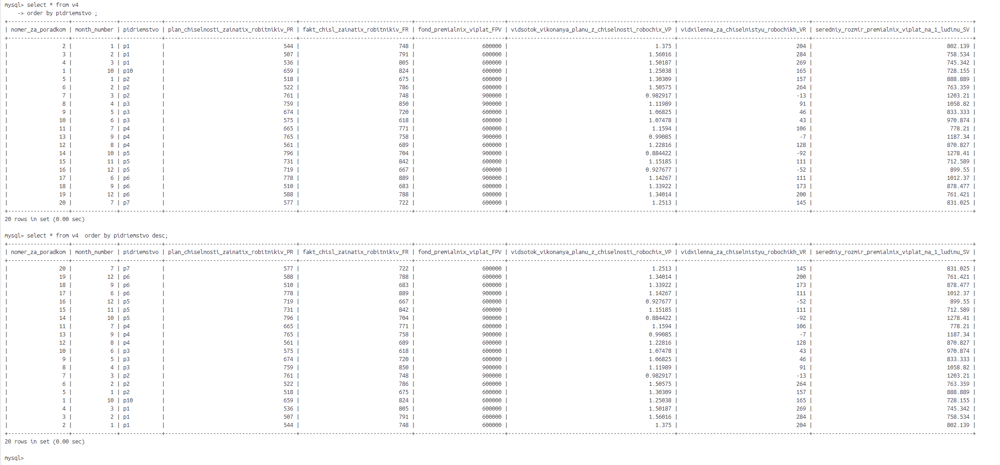 mysql> select * from v4
    -> order by pidriemstvo ;
+-------------------+--------------+-------------+-----------------------------------------+-----------------------------------+----------------------------+----------------------------------------------------+-----------------------------------------+--------------------------------------------------+
| nomer_za_poradkom | month_number | pidriemstvo | plan_chiselnosti_zainatix_robitnikiv_PR | fakt_chisl_zainatix_robitnikiv_FR | fond_premialnix_viplat_FPV | vidsotok_vikonanya_planu_z_chiselnosti_robochix_VP | vidxilenna_za_chiselnistyu_robochikh_VR | seredniy_rozmir_premialnix_viplat_na_1_ludinu_SV |
+-------------------+--------------+-------------+-----------------------------------------+-----------------------------------+----------------------------+----------------------------------------------------+-----------------------------------------+--------------------------------------------------+
| 2 | 1 | p1 | 544 | 748 | 600000 | 1.375 | 204 | 802.139 |
| 3 | 2 | p1 | 507 | 791 | 600000 | 1.56016 | 284 | 758.534 |
| 4 | 3 | p1 | 536 | 805 | 600000 | 1.50187 | 269 | 745.342 |
| 1 | 10 | p10 | 659 | 824 | 600000 | 1.25038 | 165 | 728.155 |
| 5 | 1 | p2 | 518 | 675 | 600000 | 1.30309 | 157 | 888.889 |
| 6 | 2 | p2 | 522 | 786 | 600000 | 1.50575 | 264 | 763.359 |
| 7 | 3 | p2 | 761 | 748 | 900000 | 0.982917 | -13 | 1203.21 |
| 8 | 4 | p3 | 759 | 850 | 900000 | 1.11989 | 91 | 1058.82 |
| 9 | 5 | p3 | 674 | 720 | 600000 | 1.06825 | 46 | 833.333 |
| 10 | 6 | p3 | 575 | 618 | 600000 | 1.07478 | 43 | 970.874 |
| 11 | 7 | p4 | 665 | 771 | 600000 | 1.1594 | 106 | 778.21 |
| 13 | 9 | p4 | 765 | 758 | 900000 | 0.99085 | -7 | 1187.34 |
| 12 | 8 | p4 | 561 | 689 | 600000 | 1.22816 | 128 | 870.827 |
| 14 | 10 | p5 | 796 | 704 | 900000 | 0.884422 | -92 | 1278.41 |
| 15 | 11 | p5 | 731 | 842 | 600000 | 1.15185 | 111 | 712.589 |
| 16 | 12 | p5 | 719 | 667 | 600000 | 0.927677 | -52 | 899.55 |
| 17 | 6 | p6 | 778 | 889 | 900000 | 1.14267 | 111 | 1012.37 |
| 18 | 9 | p6 | 510 | 683 | 600000 | 1.33922 | 173 | 878.477 |
| 19 | 12 | p6 | 588 | 788 | 600000 | 1.34014 | 200 | 761.421 |
| 20 | 7 | p7 | 577 | 722 | 600000 | 1.2513 | 145 | 831.025 |
+-------------------+--------------+-------------+-----------------------------------------+-----------------------------------+----------------------------+----------------------------------------------------+-----------------------------------------+--------------------------------------------------+
20 rows in set (0.00 sec)
mysql> select * from v4  order by pidriemstvo desc;
+-------------------+--------------+-------------+-----------------------------------------+-----------------------------------+----------------------------+----------------------------------------------------+-----------------------------------------+--------------------------------------------------+
| nomer_za_poradkom | month_number | pidriemstvo | plan_chiselnosti_zainatix_robitnikiv_PR | fakt_chisl_zainatix_robitnikiv_FR | fond_premialnix_viplat_FPV | vidsotok_vikonanya_planu_z_chiselnosti_robochix_VP | vidxilenna_za_chiselnistyu_robochikh_VR | seredniy_rozmir_premialnix_viplat_na_1_ludinu_SV |
+-------------------+--------------+-------------+-----------------------------------------+-----------------------------------+----------------------------+----------------------------------------------------+-----------------------------------------+--------------------------------------------------+
| 20 | 7 | p7 | 577 | 722 | 600000 | 1.2513 | 145 | 831.025 |
| 19 | 12 | p6 | 588 | 788 | 600000 | 1.34014 | 200 | 761.421 |
| 18 | 9 | p6 | 510 | 683 | 600000 | 1.33922 | 173 | 878.477 |
| 17 | 6 | p6 | 778 | 889 | 900000 | 1.14267 | 111 | 1012.37 |
| 16 | 12 | p5 | 719 | 667 | 600000 | 0.927677 | -52 | 899.55 |
| 15 | 11 | p5 | 731 | 842 | 600000 | 1.15185 | 111 | 712.589 |
| 14 | 10 | p5 | 796 | 704 | 900000 | 0.884422 | -92 | 1278.41 |
| 11 | 7 | p4 | 665 | 771 | 600000 | 1.1594 | 106 | 778.21 |
| 13 | 9 | p4 | 765 | 758 | 900000 | 0.99085 | -7 | 1187.34 |
| 12 | 8 | p4 | 561 | 689 | 600000 | 1.22816 | 128 | 870.827 |
| 10 | 6 | p3 | 575 | 618 | 600000 | 1.07478 | 43 | 970.874 |
| 9 | 5 | p3 | 674 | 720 | 600000 | 1.06825 | 46 | 833.333 |
| 8 | 4 | p3 | 759 | 850 | 900000 | 1.11989 | 91 | 1058.82 |
| 7 | 3 | p2 | 761 | 748 | 900000 | 0.982917 | -13 | 1203.21 |
| 6 | 2 | p2 | 522 | 786 | 600000 | 1.50575 | 264 | 763.359 |
| 5 | 1 | p2 | 518 | 675 | 600000 | 1.30309 | 157 | 888.889 |
| 1 | 10 | p10 | 659 | 824 | 600000 | 1.25038 | 165 | 728.155 |
| 4 | 3 | p1 | 536 | 805 | 600000 | 1.50187 | 269 | 745.342 |
| 3 | 2 | p1 | 507 | 791 | 600000 | 1.56016 | 284 | 758.534 |
| 2 | 1 | p1 | 544 | 748 | 600000 | 1.375 | 204 | 802.139 |
+-------------------+--------------+-------------+-----------------------------------------+-----------------------------------+----------------------------+----------------------------------------------------+-----------------------------------------+--------------------------------------------------+
20 rows in set (0.00 sec)
mysql>